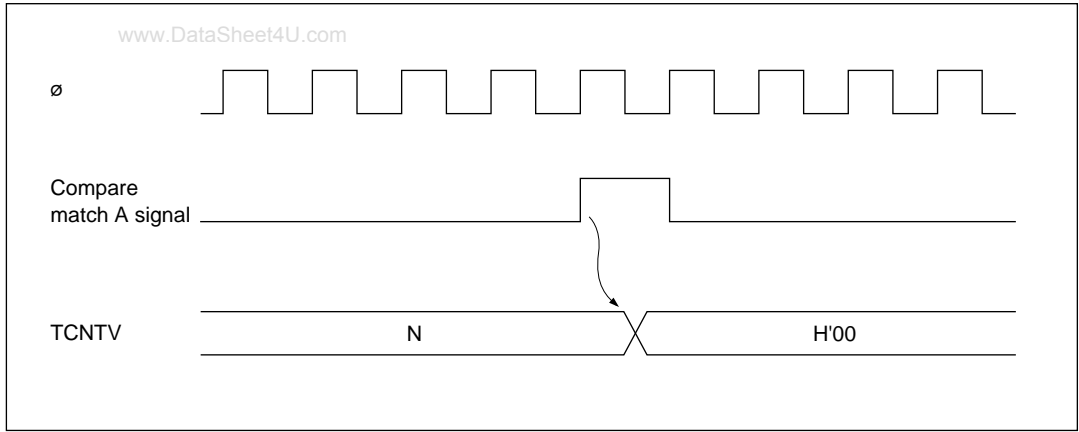 www.DataSheet4U.com
ø
Compare
match A signal
TCNTV
N
H'00